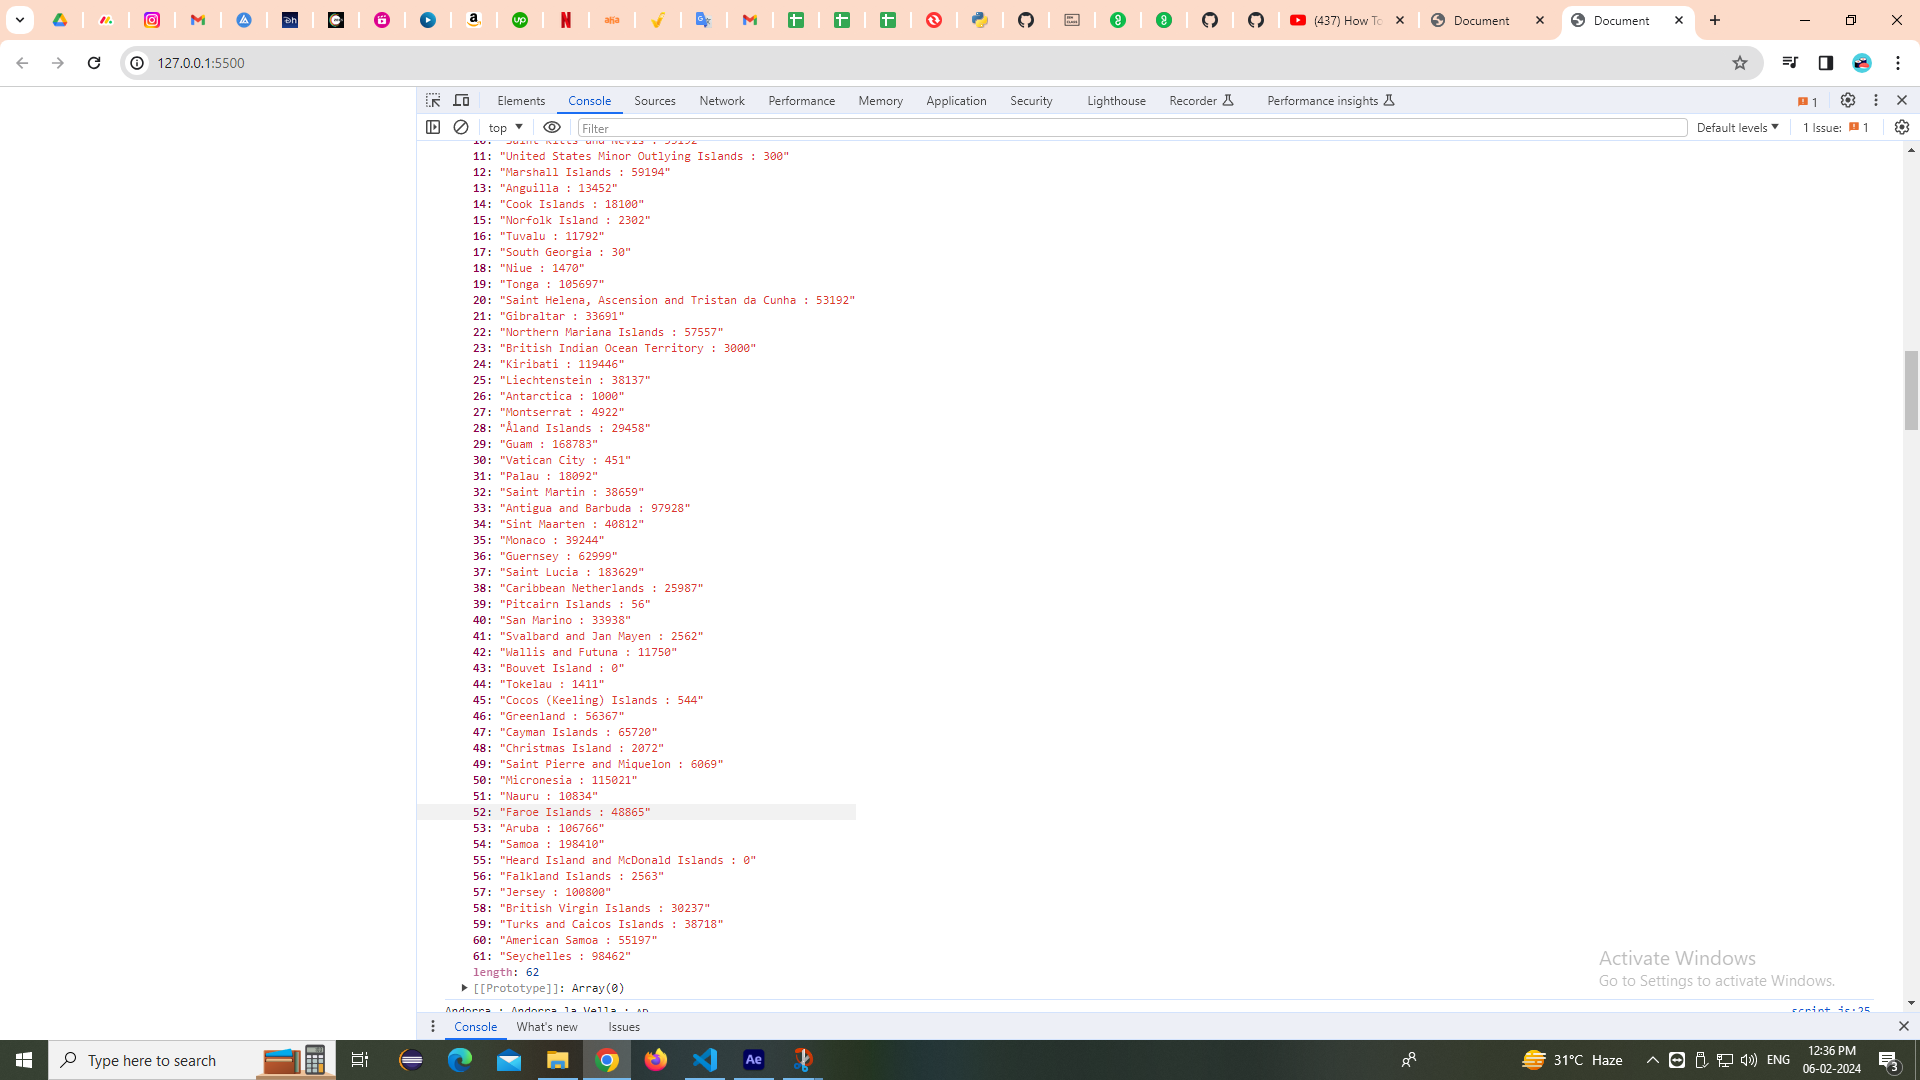 (437) How To
Document
Document
127.0.0.1:5500
Elements Console Sources Network Performance Memory Application Security Lighthouse Recorder Performance insights 1
top Filter Default levels 1 Issue: 1
10: "Saint Kitts and Nevis : 53192"
11: "United States Minor Outlying Islands : 300"
12: "Marshall Islands : 59194"
13: "Anguilla : 13452"
14: "Cook Islands : 18100"
15: "Norfolk Island : 2302"
16: "Tuvalu : 11792"
17: "South Georgia : 30"
18: "Niue : 1470"
19: "Tonga : 105697"
20: "Saint Helena, Ascension and Tristan da Cunha : 53192"
21: "Gibraltar : 33691"
22: "Northern Mariana Islands : 57557"
23: "British Indian Ocean Territory : 3000"
24: "Kiribati : 119446"
25: "Liechtenstein : 38137"
26: "Antarctica : 1000"
27: "Montserrat : 4922"
28: "Åland Islands : 29458"
29: "Guam : 168783"
30: "Vatican City : 451"
31: "Palau : 18092"
32: "Saint Martin : 38659"
33: "Antigua and Barbuda : 97928"
34: "Sint Maarten : 40812"
35: "Monaco : 39244"
36: "Guernsey : 62999"
37: "Saint Lucia : 183629"
38: "Caribbean Netherlands : 25987"
39: "Pitcairn Islands : 56"
40: "San Marino : 33938"
41: "Svalbard and Jan Mayen : 2562"
42: "Wallis and Futuna : 11750"
43: "Bouvet Island : 0"
44: "Tokelau : 1411"
45: "Cocos (Keeling) Islands : 544"
46: "Greenland : 56367"
47: "Cayman Islands : 65720"
48: "Christmas Island : 2072"
49: "Saint Pierre and Miquelon : 6069"
50: "Micronesia : 115021"
51: "Nauru : 10834"
52: "Faroe Islands : 48865"
53: "Aruba : 106766"
54: "Samoa : 198410"
55: "Heard Island and McDonald Islands : 0"
56: "Falkland Islands : 2563"
57: "Jersey : 100800"
58: "British Virgin Islands : 30237"
59: "Turks and Caicos Islands : 38718"
60: "American Samoa : 55197"
61: "Seychelles : 98462"
length: 62
[[Prototype]]: Array(0)
Andorra : Andorra la Vella : AD script.js:25
Activate Windows
Go to Settings to activate Windows.
Console What's new Issues
Type here to search
Ae
31°C Haze
ENG
12:36 PM
06-02-2024
3